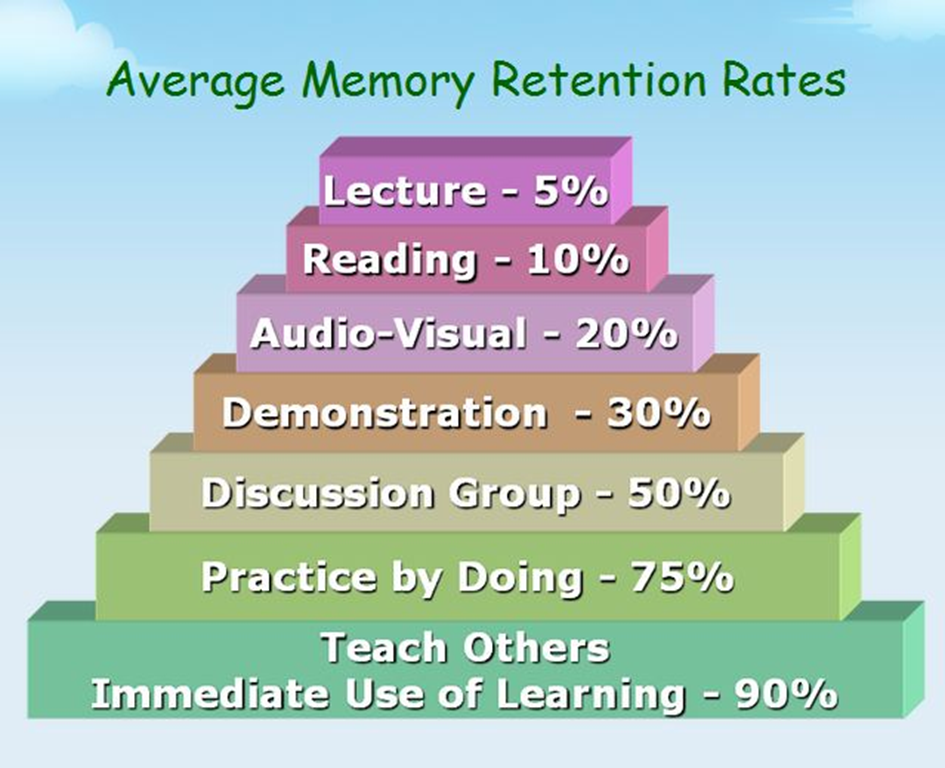 Average Memory Retention Rates
Lecture - 5%
Reading - 10%
Audio-Visual - 20%
Demonstration - 30%
Discussion Group - 50%
Practice by Doing - 75%
Teach Others
Immediate Use of Learning - 90%